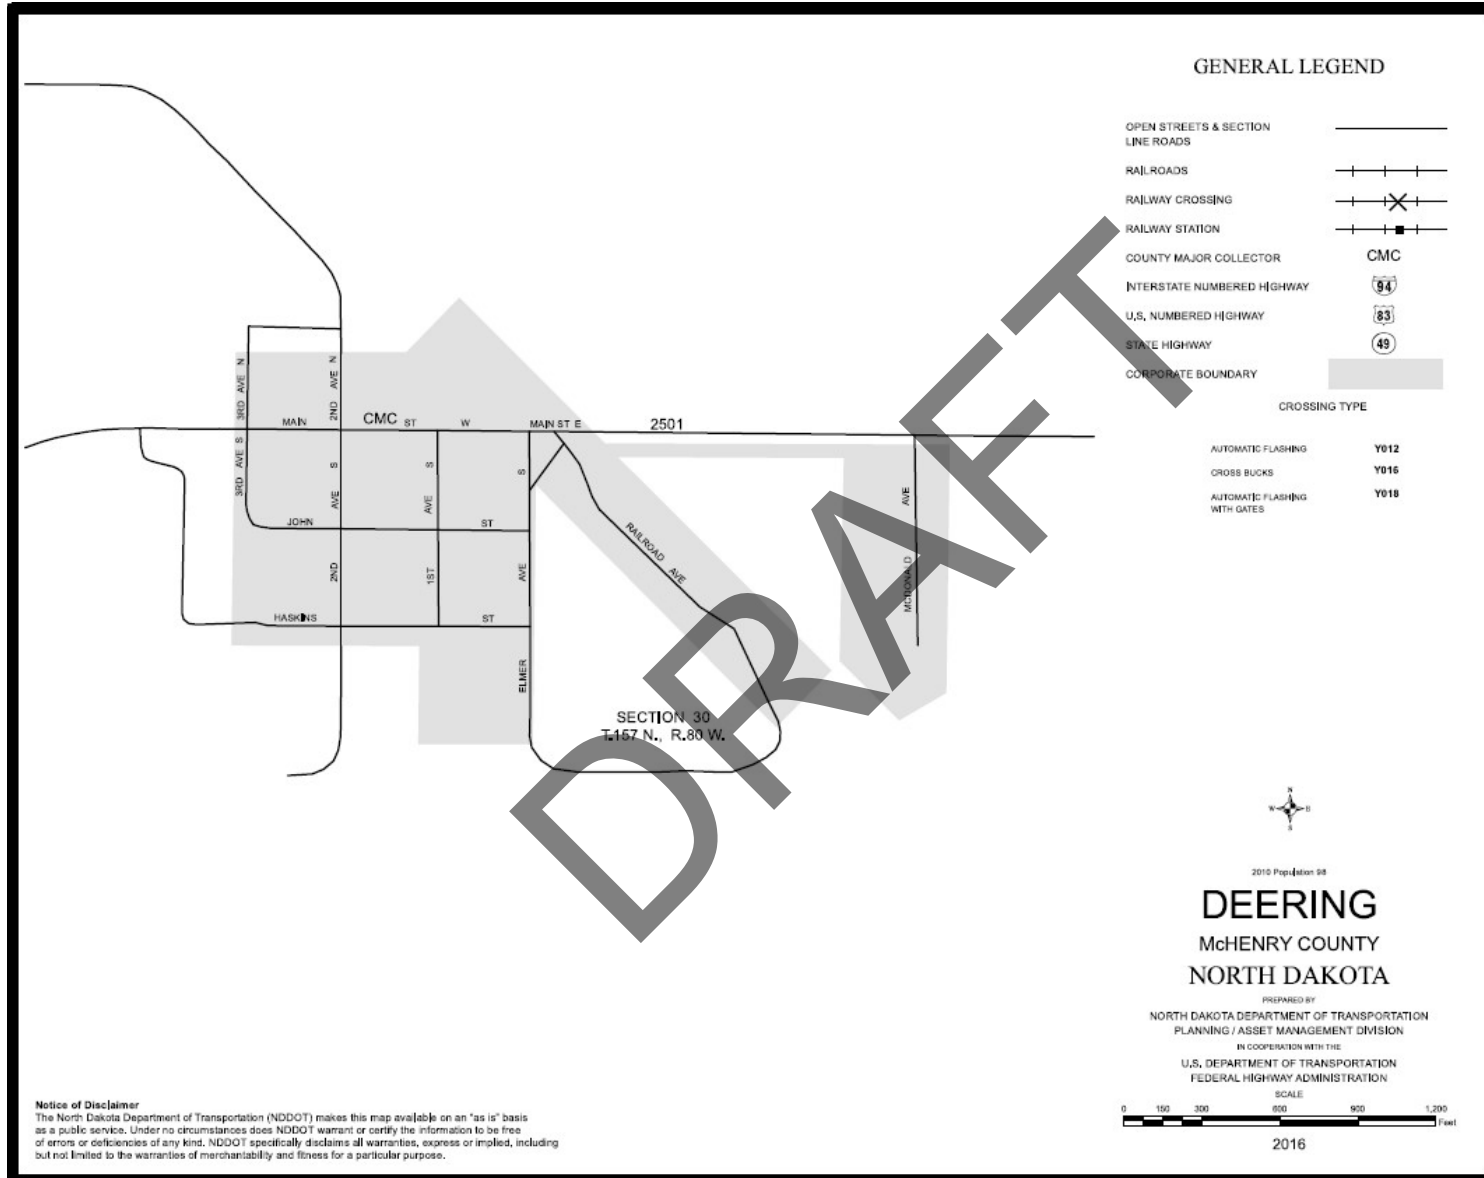 GENERAL LEGEND
OPEN STREETS & SECTION
LINE ROADS
RAILROADS
RAILWAY CROSSING
RAILWAY STATION
COUNTY MAJOR COLLECTOR CMC
INTERSTATE NUMBERED HIGHWAY 94
U.S. NUMBERED HIGHWAY 83
STATE HIGHWAY 49
CORPORATE BOUNDARY
CROSSING TYPE
AUTOMATIC FLASHING Y012
CROSS BUCKS Y016
AUTOMATIC FLASHING Y018
WITH GATES
3RD AVE N
2ND AVE N
MAIN CMC ST W MAIN ST E 2501
3RD AVE S
2ND AVE S
1ST AVE S
ELMER AVE S
JOHN ST
HASKINS ST
RAILROAD AVE
MCDONALD AVE
SECTION 30
T.157 N., R.80 W.
DRAFT
N
W E
S
2010 Population 98
DEERING
McHENRY COUNTY
NORTH DAKOTA
PREPARED BY
NORTH DAKOTA DEPARTMENT OF TRANSPORTATION
PLANNING / ASSET MANAGEMENT DIVISION
IN COOPERATION WITH THE
U.S. DEPARTMENT OF TRANSPORTATION
FEDERAL HIGHWAY ADMINISTRATION
SCALE
0 150 300 600 900 1,200
Feet
2016
Notice of Disclaimer
The North Dakota Department of Transportation (NDDOT) makes this map available on an "as is" basis
as a public service. Under no circumstances does NDDOT warrant or certify the information to be free
of errors or deficiencies of any kind. NDDOT specifically disclaims all warranties, express or implied, including
but not limited to the warranties of merchantability and fitness for a particular purpose.